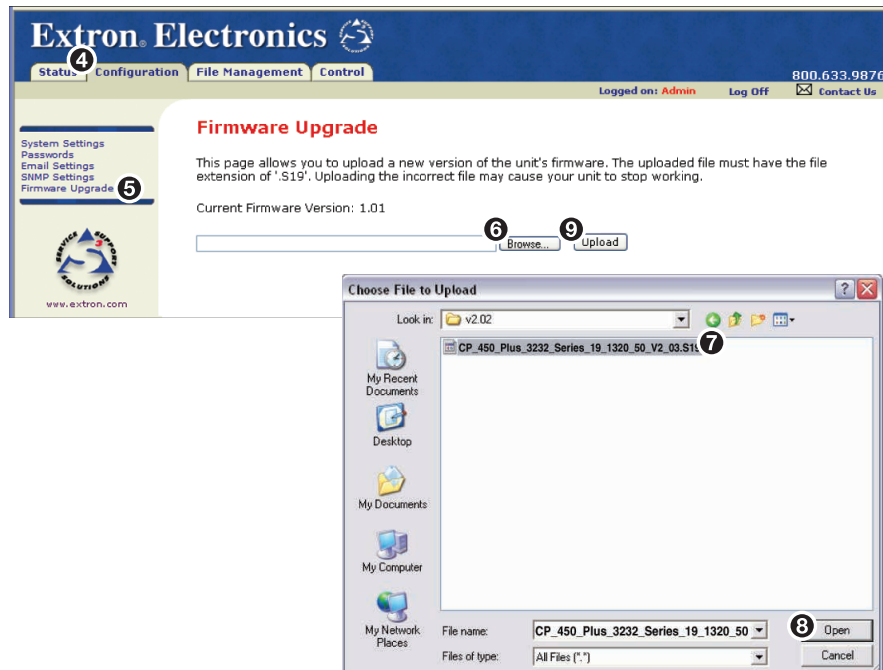 Extron® Electronics
4
Status Configuration File Management Control
800.633.9876
Logged on: Admin Log Off Contact Us
System Settings
Passwords
Email Settings
SNMP Settings
Firmware Upgrade 5
SERVICE SUPPORT SOLUTIONS
3
www.extron.com
Firmware Upgrade
This page allows you to upload a new version of the unit's firmware. The uploaded file must have the file
extension of '.S19'. Uploading the incorrect file may cause your unit to stop working.
Current Firmware Version: 1.01
6 Browse... 9 Upload
Choose File to Upload ?
Look in: v2.02
7
CP_450_Plus_3232_Series_19_1320_50_V2_03.S19
My Recent
Documents
Desktop
My Documents
My Computer
My Network
Places
File name: CP_450_Plus_3232_Series_19_1320_50 8 Open
Files of type: All Files (*.*) Cancel